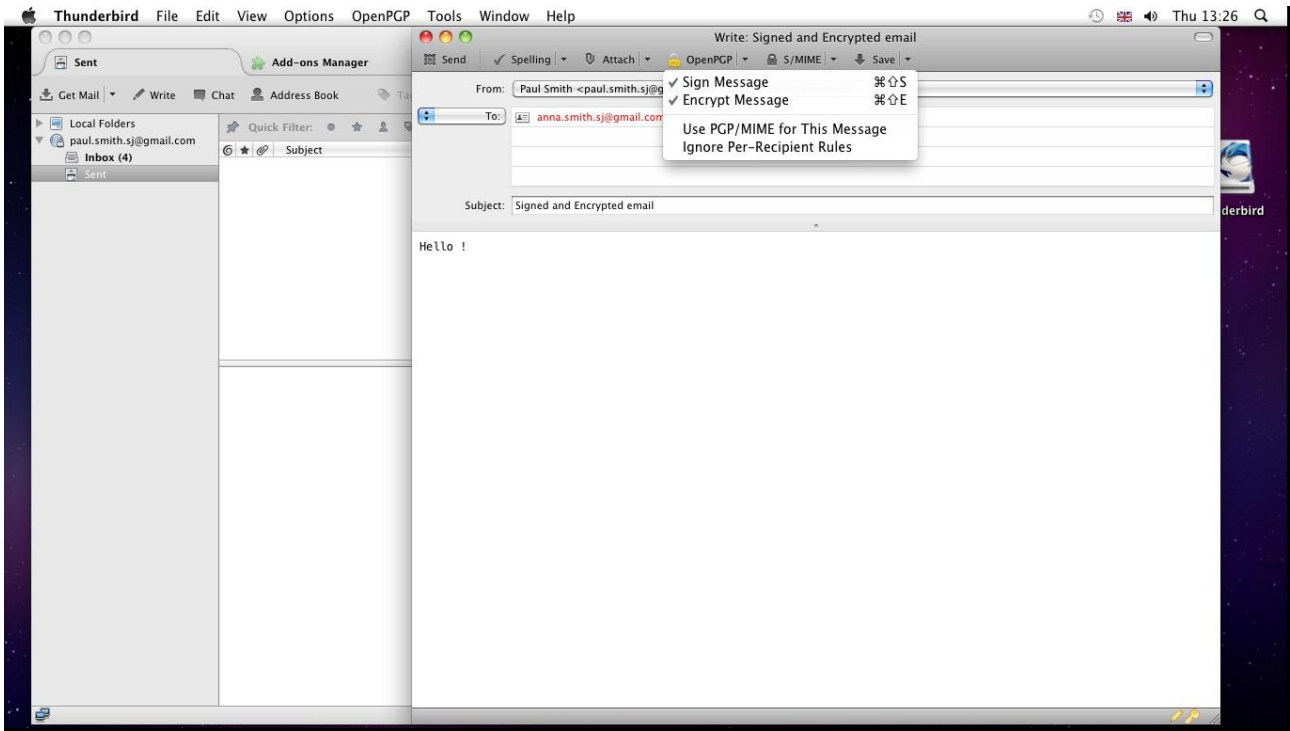 Thunderbird File Edit View Options OpenPGP Tools Window Help Thu 13:26
Sent Add-ons Manager
Get Mail Write Chat Address Book
Local Folders
paul.smith.sj@gmail.com
Inbox (4)
Sent
Quick Filter:
Subject
Write: Signed and Encrypted email
Send Spelling Attach OpenPGP S/MIME Save
From: Paul Smith <paul.smith.sj@g
To: anna.smith.sj@gmail.com
✓ Sign Message ⌘⇧S
✓ Encrypt Message ⌘⇧E
Use PGP/MIME for This Message
Ignore Per-Recipient Rules
Subject: Signed and Encrypted email
Hello !
derbird